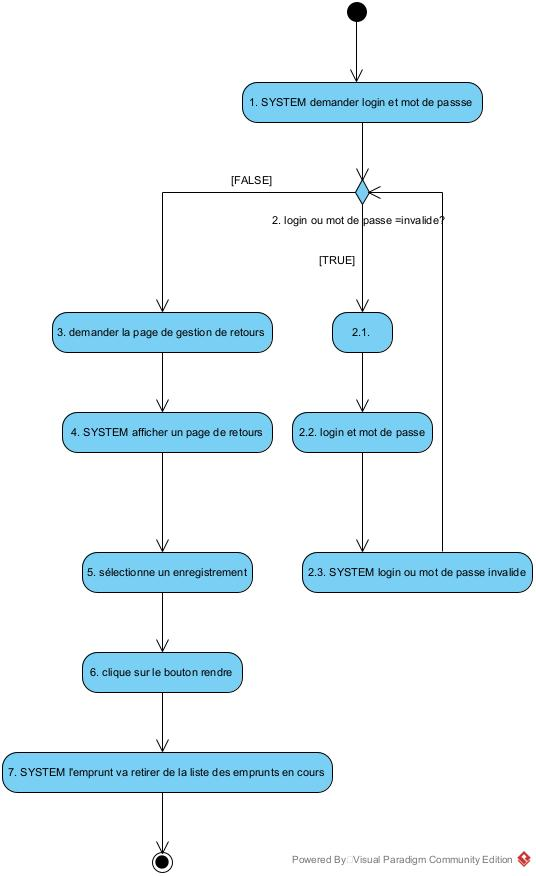 1. SYSTEM demander login et mot de passse
[FALSE]
2. login ou mot de passe =invalide?
[TRUE]
3. demander la page de gestion de retours
2.1.
4. SYSTEM afficher un page de retours
2.2. login et mot de passe
5. sélectionne un enregistrement
2.3. SYSTEM login ou mot de passe invalide
6. clique sur le bouton rendre
7. SYSTEM l'emprunt va retirer de la liste des emprunts en cours
Powered By Visual Paradigm Community Edition